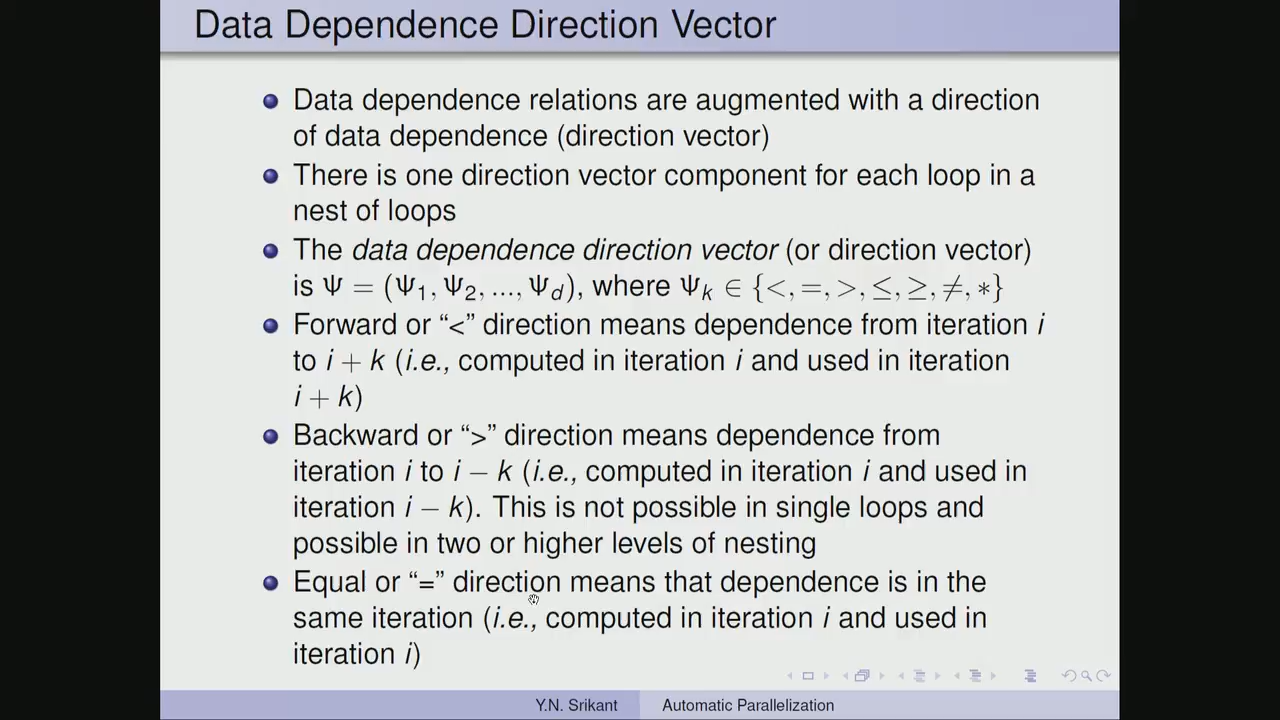 Data Dependence Direction Vector
Data dependence relations are augmented with a direction
of data dependence (direction vector)
There is one direction vector component for each loop in a
nest of loops
The data dependence direction vector (or direction vector)
is Ψ = (Ψ₁, Ψ₂, ..., Ψ_d), where Ψ_k ∈ {<, =, >, ≤, ≥, ≠, ∗}
Forward or “<” direction means dependence from iteration i
to i + k (i.e., computed in iteration i and used in iteration
i + k)
Backward or “>” direction means dependence from
iteration i to i − k (i.e., computed in iteration i and used in
iteration i − k). This is not possible in single loops and
possible in two or higher levels of nesting
Equal or “=” direction means that dependence is in the
same iteration (i.e., computed in iteration i and used in
iteration i)
Y.N. Srikant Automatic Parallelization